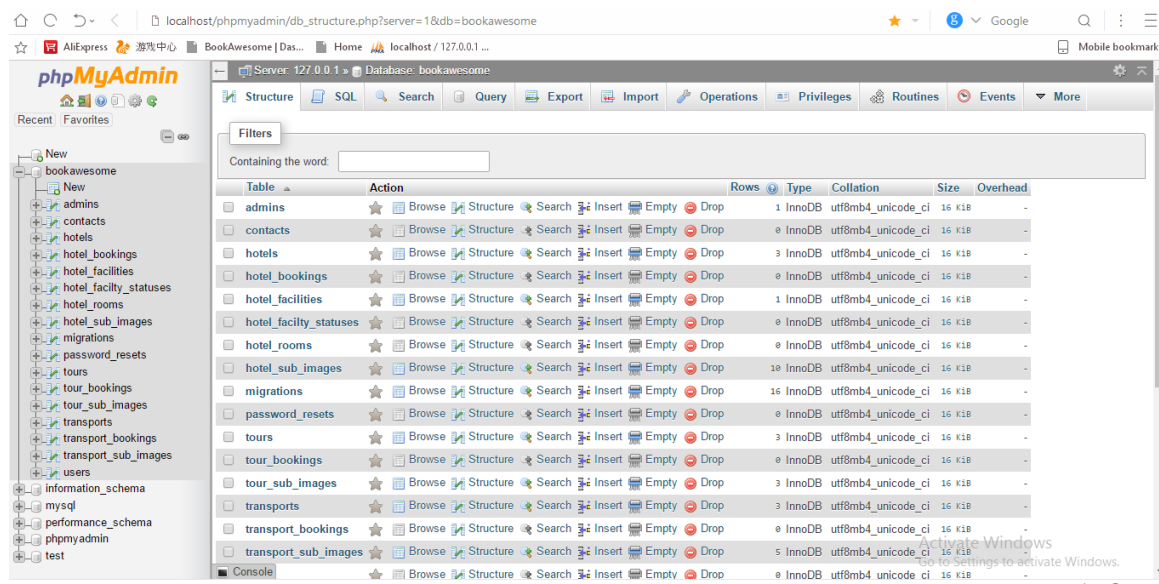 localhost/phpmyadmin/db_structure.php?server=1&db=bookawesome
Google
AliExpress 游戏中心 BookAwesome | Das... Home localhost / 127.0.0.1 ... Mobile bookmark
phpMyAdmin
Recent Favorites
New
bookawesome
New
admins
contacts
hotels
hotel_bookings
hotel_facilities
hotel_facilty_statuses
hotel_rooms
hotel_sub_images
migrations
password_resets
tours
tour_bookings
tour_sub_images
transports
transport_bookings
transport_sub_images
users
information_schema
mysql
performance_schema
phpmyadmin
test
Server: 127.0.0.1 » Database: bookawesome
Structure SQL Search Query Export Import Operations Privileges Routines Events More
Filters
Containing the word:
Table Action Rows Type Collation Size Overhead
admins Browse Structure Search Insert Empty Drop 1 InnoDB utf8mb4_unicode_ci 16 KiB -
contacts Browse Structure Search Insert Empty Drop 0 InnoDB utf8mb4_unicode_ci 16 KiB -
hotels Browse Structure Search Insert Empty Drop 3 InnoDB utf8mb4_unicode_ci 16 KiB -
hotel_bookings Browse Structure Search Insert Empty Drop 0 InnoDB utf8mb4_unicode_ci 16 KiB -
hotel_facilities Browse Structure Search Insert Empty Drop 1 InnoDB utf8mb4_unicode_ci 16 KiB -
hotel_facilty_statuses Browse Structure Search Insert Empty Drop 0 InnoDB utf8mb4_unicode_ci 16 KiB -
hotel_rooms Browse Structure Search Insert Empty Drop 0 InnoDB utf8mb4_unicode_ci 16 KiB -
hotel_sub_images Browse Structure Search Insert Empty Drop 10 InnoDB utf8mb4_unicode_ci 16 KiB -
migrations Browse Structure Search Insert Empty Drop 16 InnoDB utf8mb4_unicode_ci 16 KiB -
password_resets Browse Structure Search Insert Empty Drop 0 InnoDB utf8mb4_unicode_ci 16 KiB -
tours Browse Structure Search Insert Empty Drop 3 InnoDB utf8mb4_unicode_ci 16 KiB -
tour_bookings Browse Structure Search Insert Empty Drop 0 InnoDB utf8mb4_unicode_ci 16 KiB -
tour_sub_images Browse Structure Search Insert Empty Drop 3 InnoDB utf8mb4_unicode_ci 16 KiB -
transports Browse Structure Search Insert Empty Drop 3 InnoDB utf8mb4_unicode_ci 16 KiB -
transport_bookings Browse Structure Search Insert Empty Drop 0 InnoDB utf8mb4_unicode_ci 16 KiB -
transport_sub_images Browse Structure Search Insert Empty Drop 5 InnoDB utf8mb4_unicode_ci 16 KiB -
Browse Structure Search Insert Empty Drop 0 InnoDB utf8mb4_unicode_ci 16 KiB -
Console
Activate Windows
Go to Settings to activate Windows.